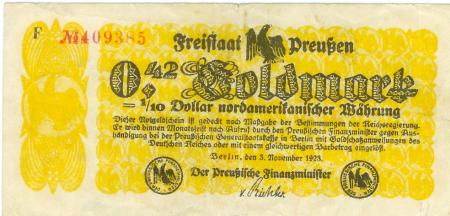 F
№409385
Freistaat Preußen
0,42 Goldmark
= 1/10 Dollar nordamerikanischer Währung
Dieser Notgeldschein ist gedeckt nach Maßgabe der Bestimmungen der Reichsregierung.
Er wird binnen Monatsfrist nach Aufruf durch den Preußischen Finanzminister gegen Aus-
händigung bei der Preußischen Generalstaatskasse in Berlin mit Goldschatzanweisungen des
Deutschen Reiches oder mit einem gleichwertigen Barbetrag eingelöst.
Berlin, den 3. November 1923.
Der Preußische Finanzminister
v. Richter